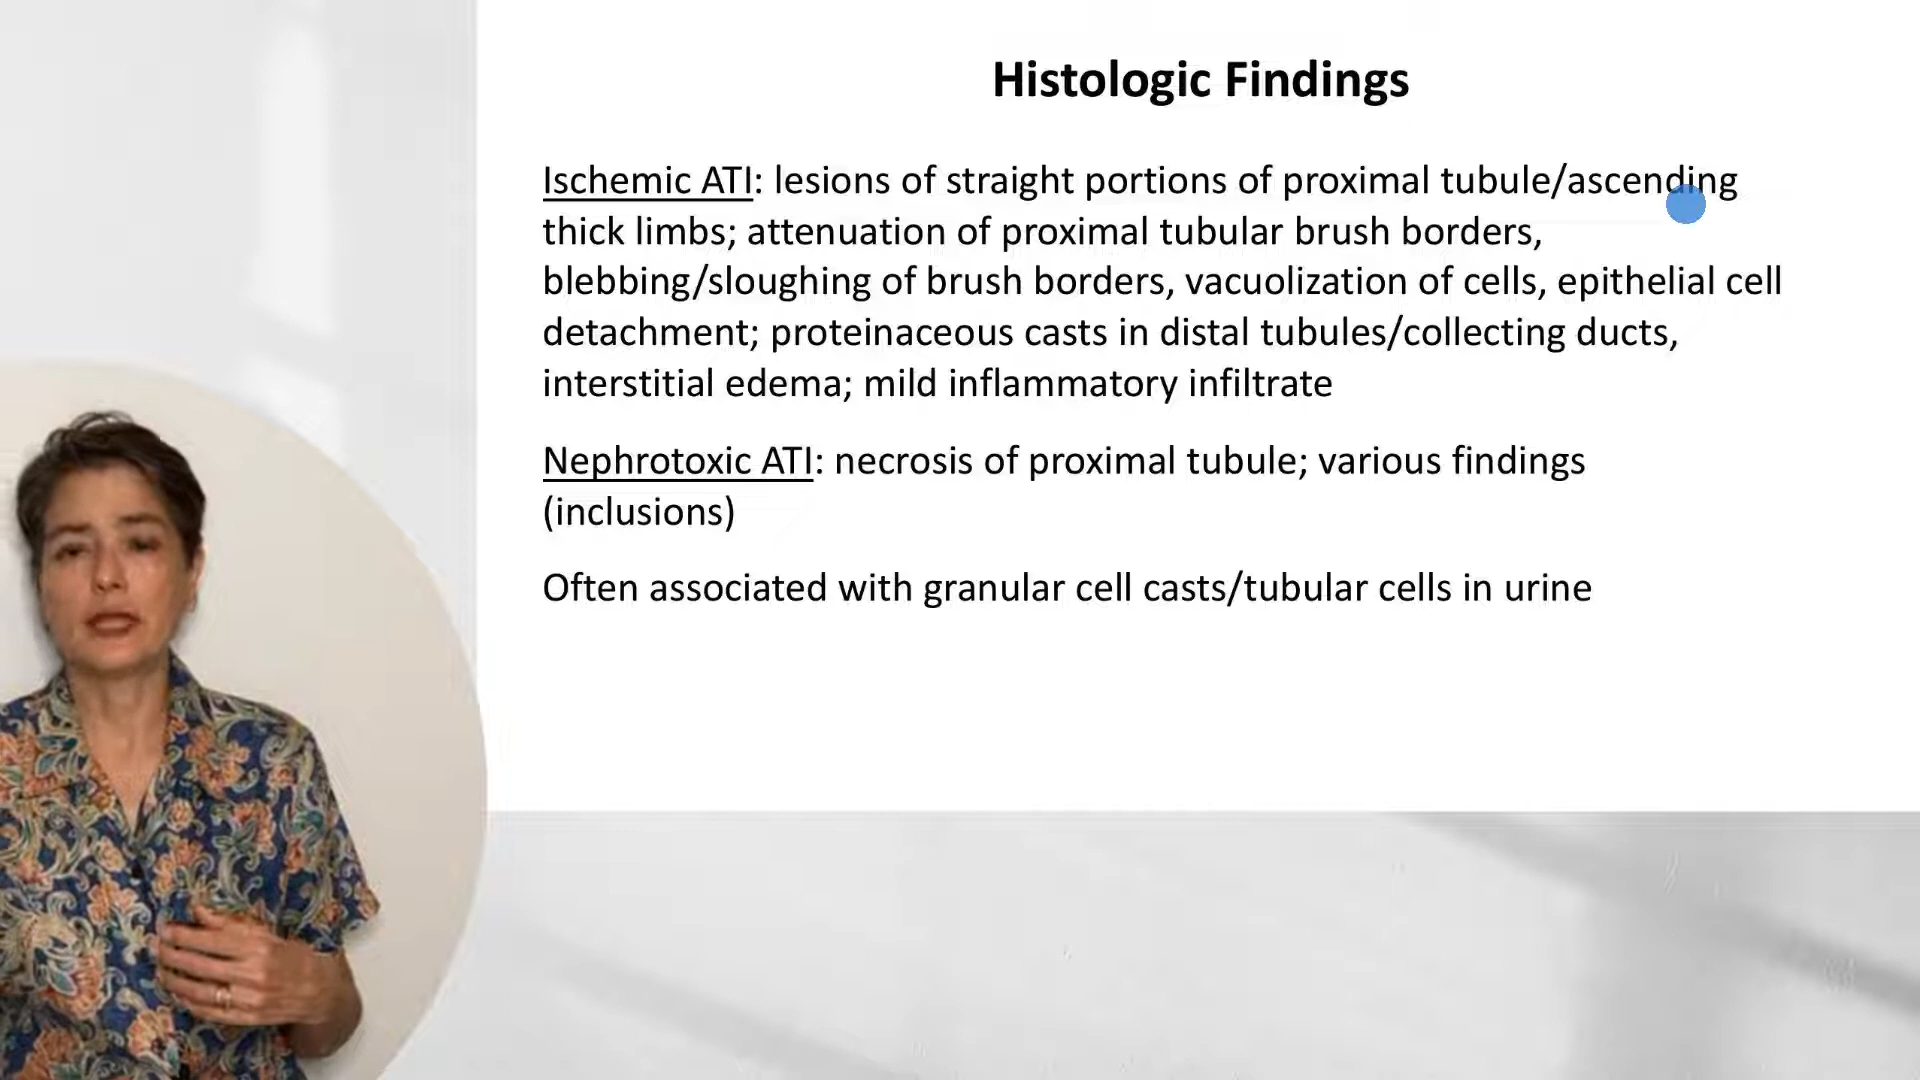 Histologic Findings
Ischemic ATI: lesions of straight portions of proximal tubule/ascending
thick limbs; attenuation of proximal tubular brush borders,
blebbing/sloughing of brush borders, vacuolization of cells, epithelial cell
detachment; proteinaceous casts in distal tubules/collecting ducts,
interstitial edema; mild inflammatory infiltrate
Nephrotoxic ATI: necrosis of proximal tubule; various findings
(inclusions)
Often associated with granular cell casts/tubular cells in urine